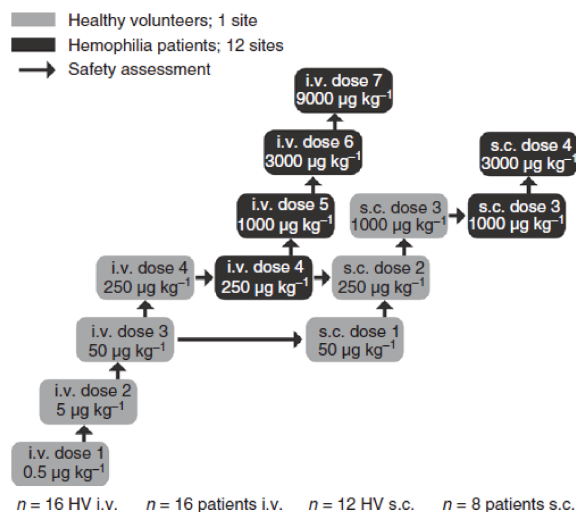 Healthy volunteers; 1 site
Hemophilia patients; 12 sites
Safety assessment
i.v. dose 7
9000 µg kg⁻¹
i.v. dose 6
3000 µg kg⁻¹
s.c. dose 4
3000 µg kg⁻¹
i.v. dose 5
1000 µg kg⁻¹
s.c. dose 3
1000 µg kg⁻¹
s.c. dose 3
1000 µg kg⁻¹
i.v. dose 4
250 µg kg⁻¹
i.v. dose 4
250 µg kg⁻¹
s.c. dose 2
250 µg kg⁻¹
i.v. dose 3
50 µg kg⁻¹
s.c. dose 1
50 µg kg⁻¹
i.v. dose 2
5 µg kg⁻¹
i.v. dose 1
0.5 µg kg⁻¹
n = 16 HV i.v. n = 16 patients i.v. n = 12 HV s.c. n = 8 patients s.c.